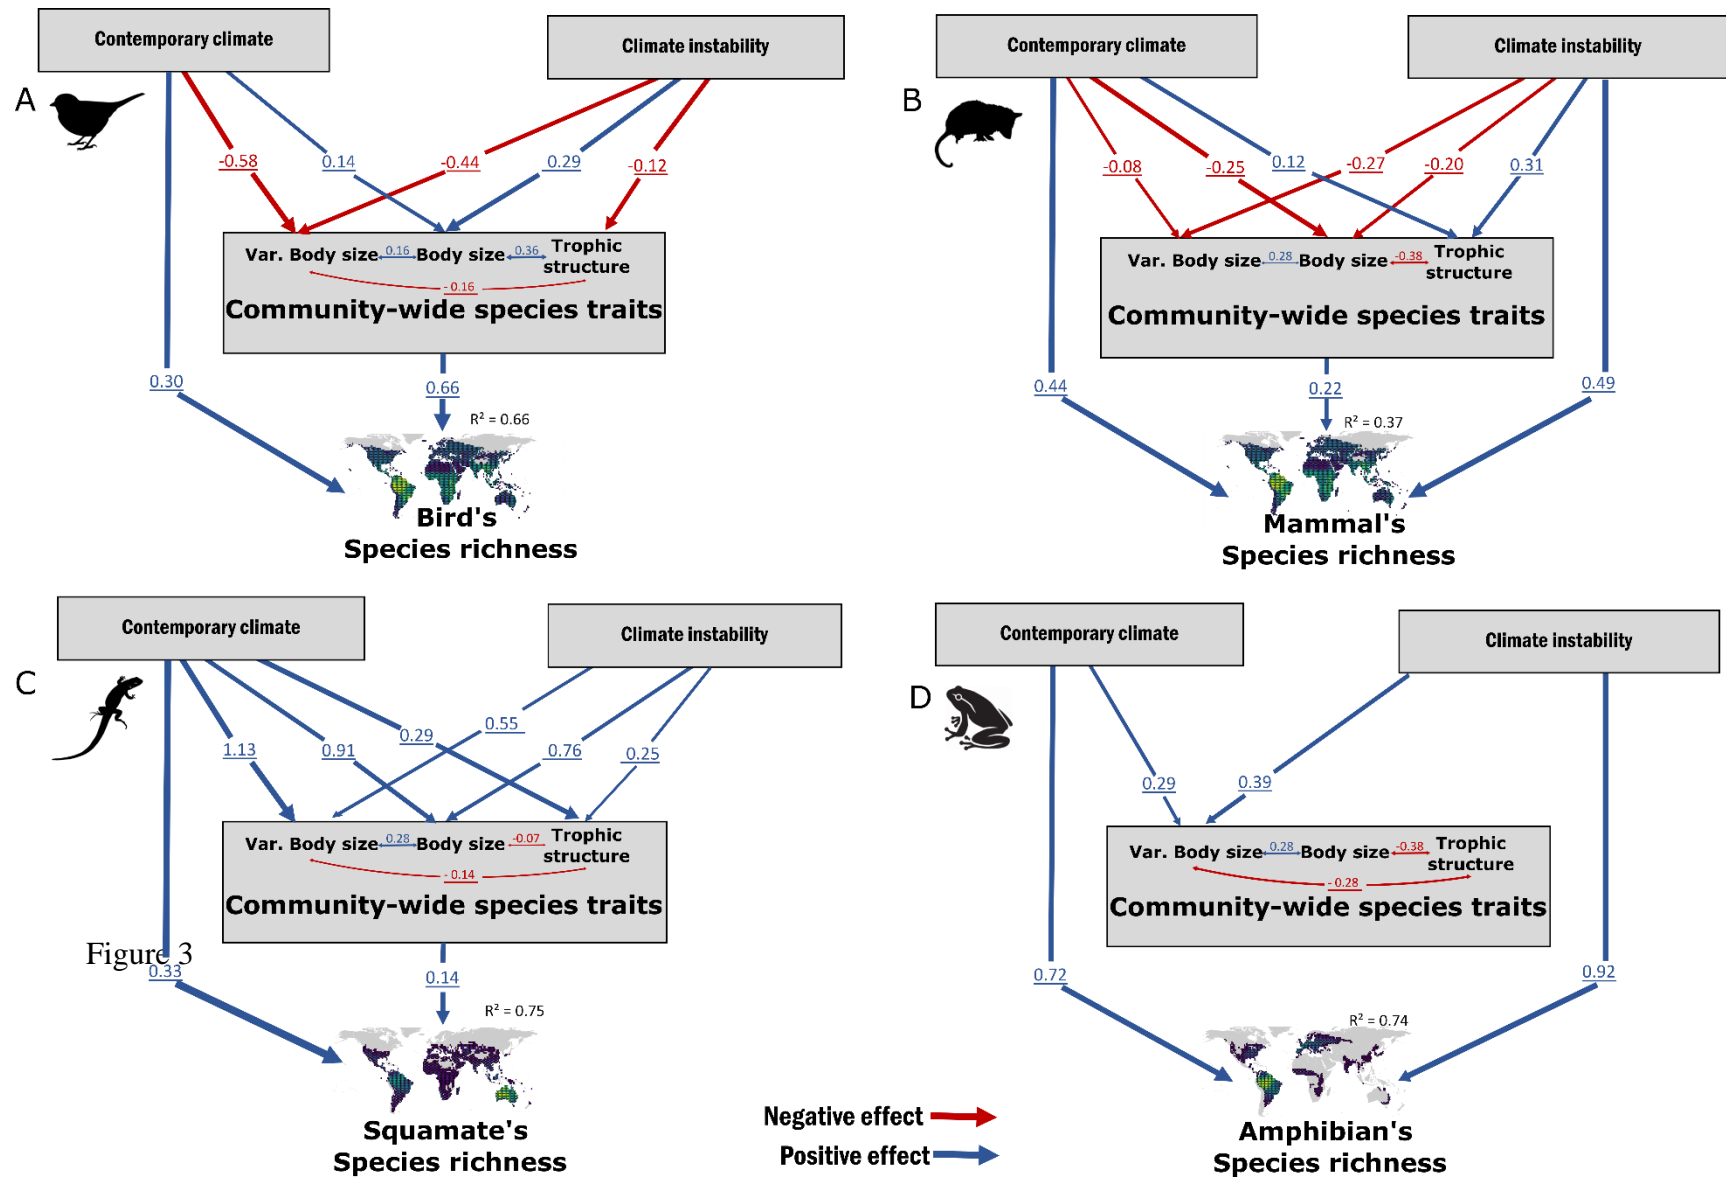 Contemporary climate
Climate instability
A
-0.58
0.14
-0.44
0.29
-0.12
Var. Body size
0.16
Body size
0.36
Trophic
structure
-0.16
Community-wide species traits
0.30
0.66
R² = 0.66
Bird's
Species richness
Contemporary climate
Climate instability
B
-0.08
-0.25
0.12
-0.27
-0.20
0.31
Var. Body size
0.28
Body size
-0.38
Trophic
structure
Community-wide species traits
0.44
0.22
0.49
R² = 0.37
Mammal's
Species richness
Contemporary climate
Climate instability
C
1.13
0.91
0.29
0.55
0.76
0.25
Var. Body size
0.28
Body size
-0.07
Trophic
structure
-0.14
Community-wide species traits
Figure 3
0.33
0.14
R² = 0.75
Squamate's
Species richness
Contemporary climate
Climate instability
D
0.29
0.39
Var. Body size
0.28
Body size
-0.38
Trophic
structure
-0.28
Community-wide species traits
0.72
0.92
R² = 0.74
Amphibian's
Species richness
Negative effect
Positive effect